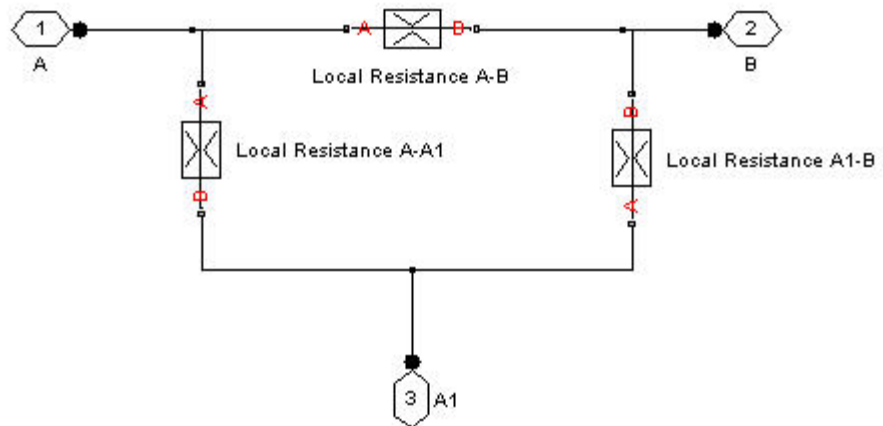 1
A
A
B
Local Resistance A-B
2
B
A
Local Resistance A-A1
B
B
Local Resistance A1-B
A
3
A1